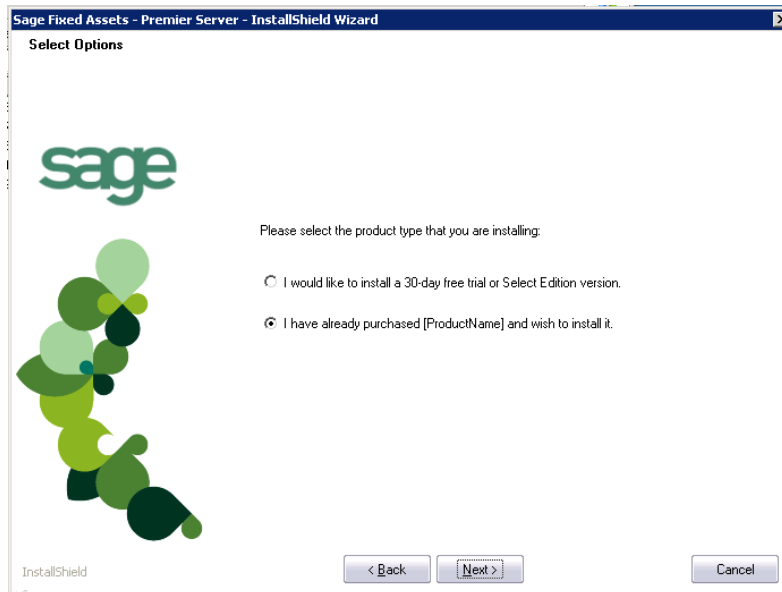 Sage Fixed Assets - Premier Server - InstallShield Wizard
Select Options
sage
Please select the product type that you are installing:
I would like to install a 30-day free trial or Select Edition version.
I have already purchased [ProductName] and wish to install it.
InstallShield
< Back
Next >
Cancel